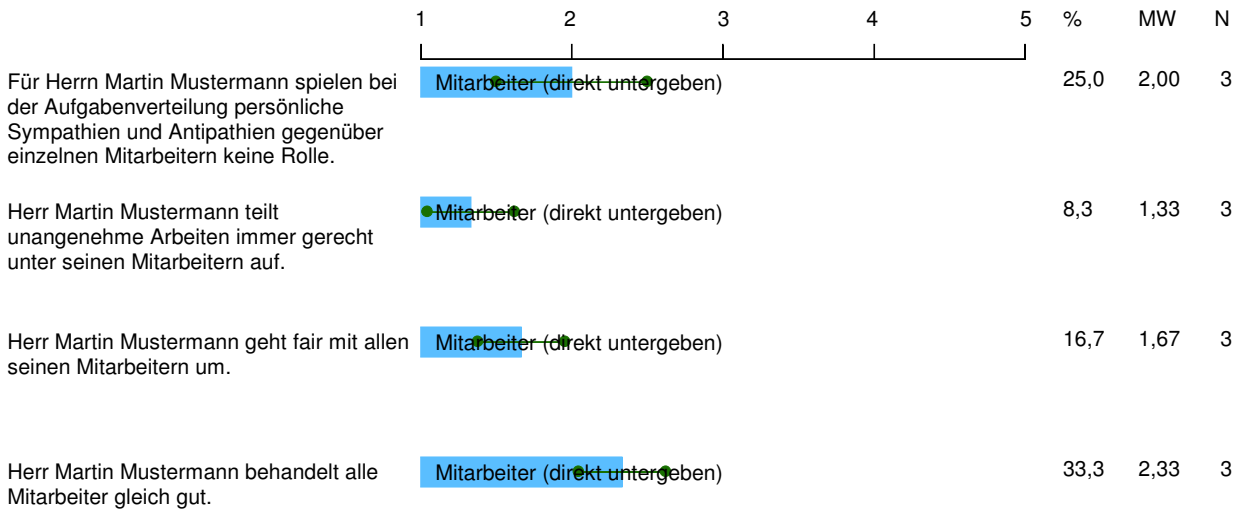 1 2 3 4 5 % MW N
Für Herrn Martin Mustermann spielen bei
der Aufgabenverteilung persönliche
Sympathien und Antipathien gegenüber
einzelnen Mitarbeitern keine Rolle.
Mitarbeiter (direkt untergeben) 25,0 2,00 3
Herr Martin Mustermann teilt
unangenehme Arbeiten immer gerecht
unter seinen Mitarbeitern auf.
Mitarbeiter (direkt untergeben) 8,3 1,33 3
Herr Martin Mustermann geht fair mit allen
seinen Mitarbeitern um.
Mitarbeiter (direkt untergeben) 16,7 1,67 3
Herr Martin Mustermann behandelt alle
Mitarbeiter gleich gut.
Mitarbeiter (direkt untergeben) 33,3 2,33 3